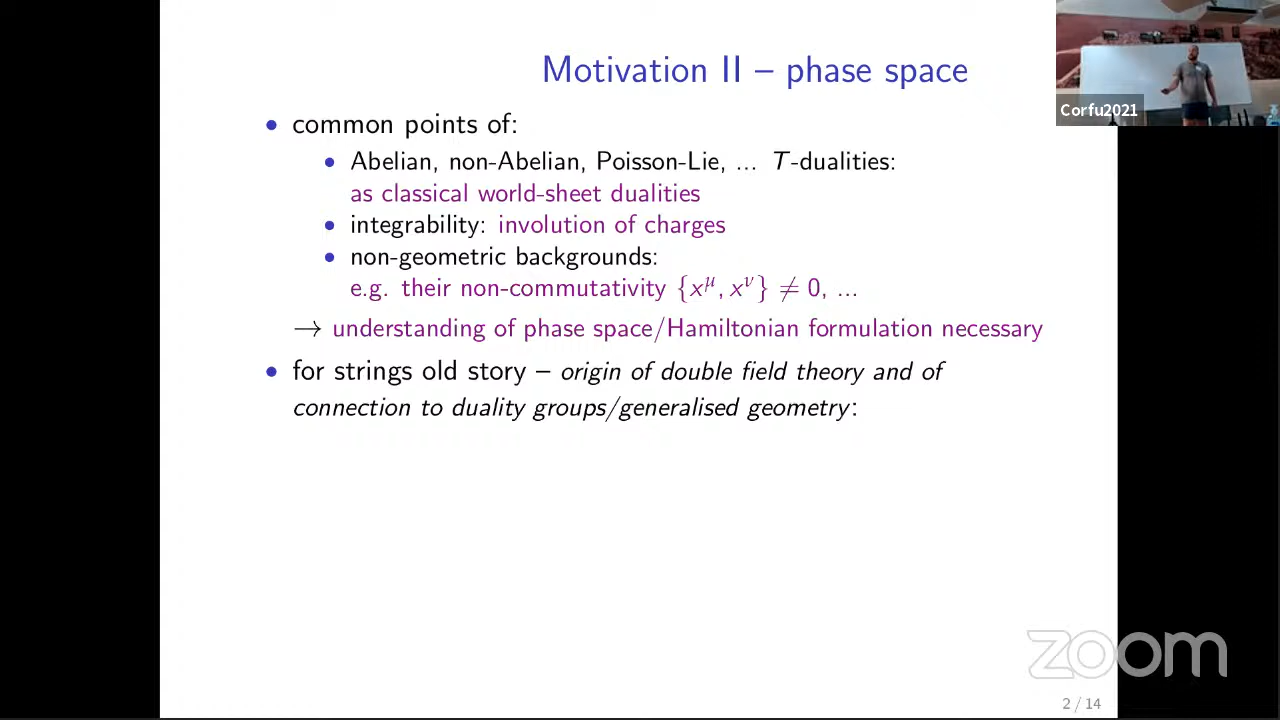 Motivation II – phase space
Corfu2021
• common points of:
• Abelian, non-Abelian, Poisson-Lie, ... T-dualities:
as classical world-sheet dualities
• integrability: involution of charges
• non-geometric backgrounds:
e.g. their non-commutativity {x^μ, x^ν} ≠ 0, ...
→ understanding of phase space/Hamiltonian formulation necessary
• for strings old story – origin of double field theory and of
connection to duality groups/generalised geometry:
zoom
2 / 14